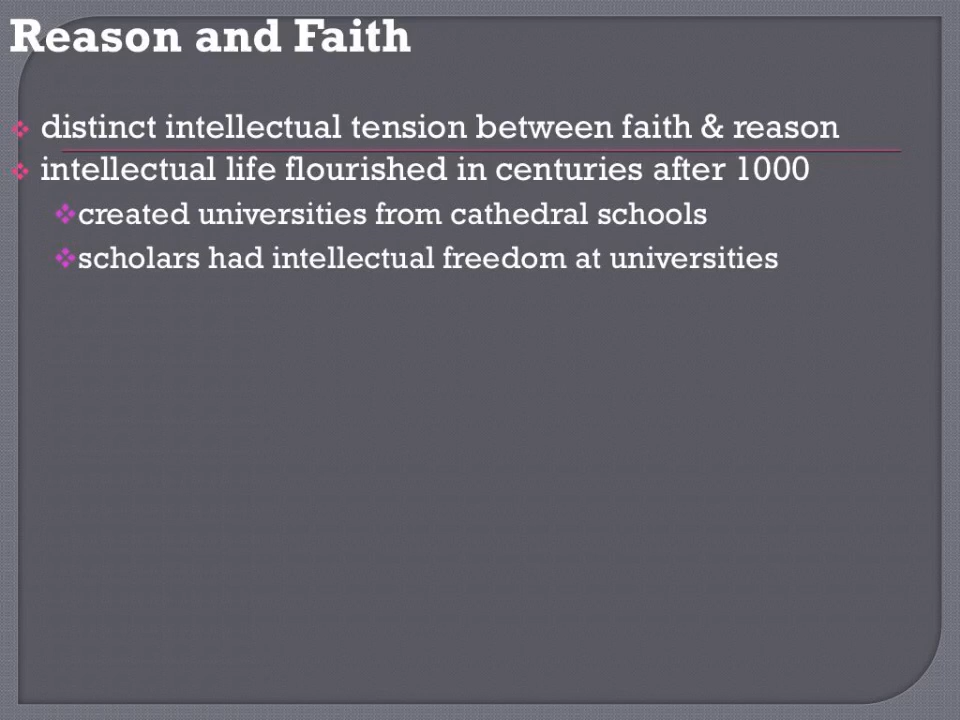 Reason and Faith
distinct intellectual tension between faith & reason
intellectual life flourished in centuries after 1000
created universities from cathedral schools
scholars had intellectual freedom at universities